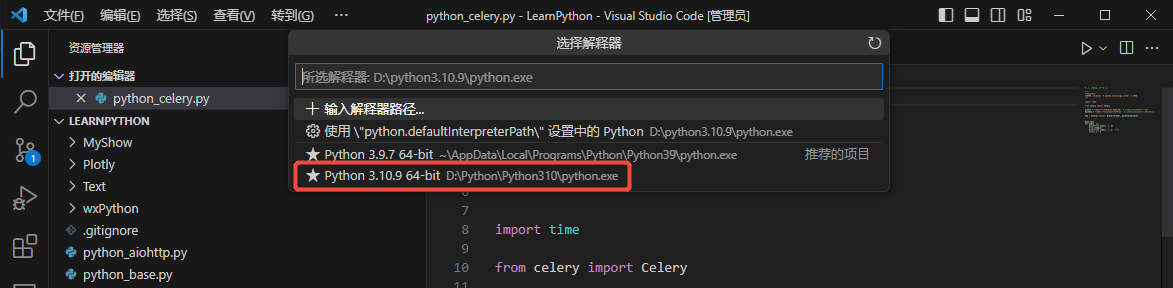 文件(F) 编辑(E) 选择(S) 查看(V) 转到(G) ··· python_celery.py - LearnPython - Visual Studio Code [管理员]
资源管理器
选择解释器
打开的编辑器
所选解释器: D:\python3.10.9\python.exe
python_celery.py
输入解释器路径...
LEARNPYTHON
使用 \"python.defaultInterpreterPath\" 设置中的 Python D:\python3.10.9\python.exe
MyShow
Python 3.9.7 64-bit ~\AppData\Local\Programs\Python\Python39\python.exe 推荐的项目
Plotly
Python 3.10.9 64-bit D:\Python\Python310\python.exe
1
Text
wxPython
7
.gitignore
8 import time
python_aiohttp.py
9
python_base.py
10 from celery import Celery